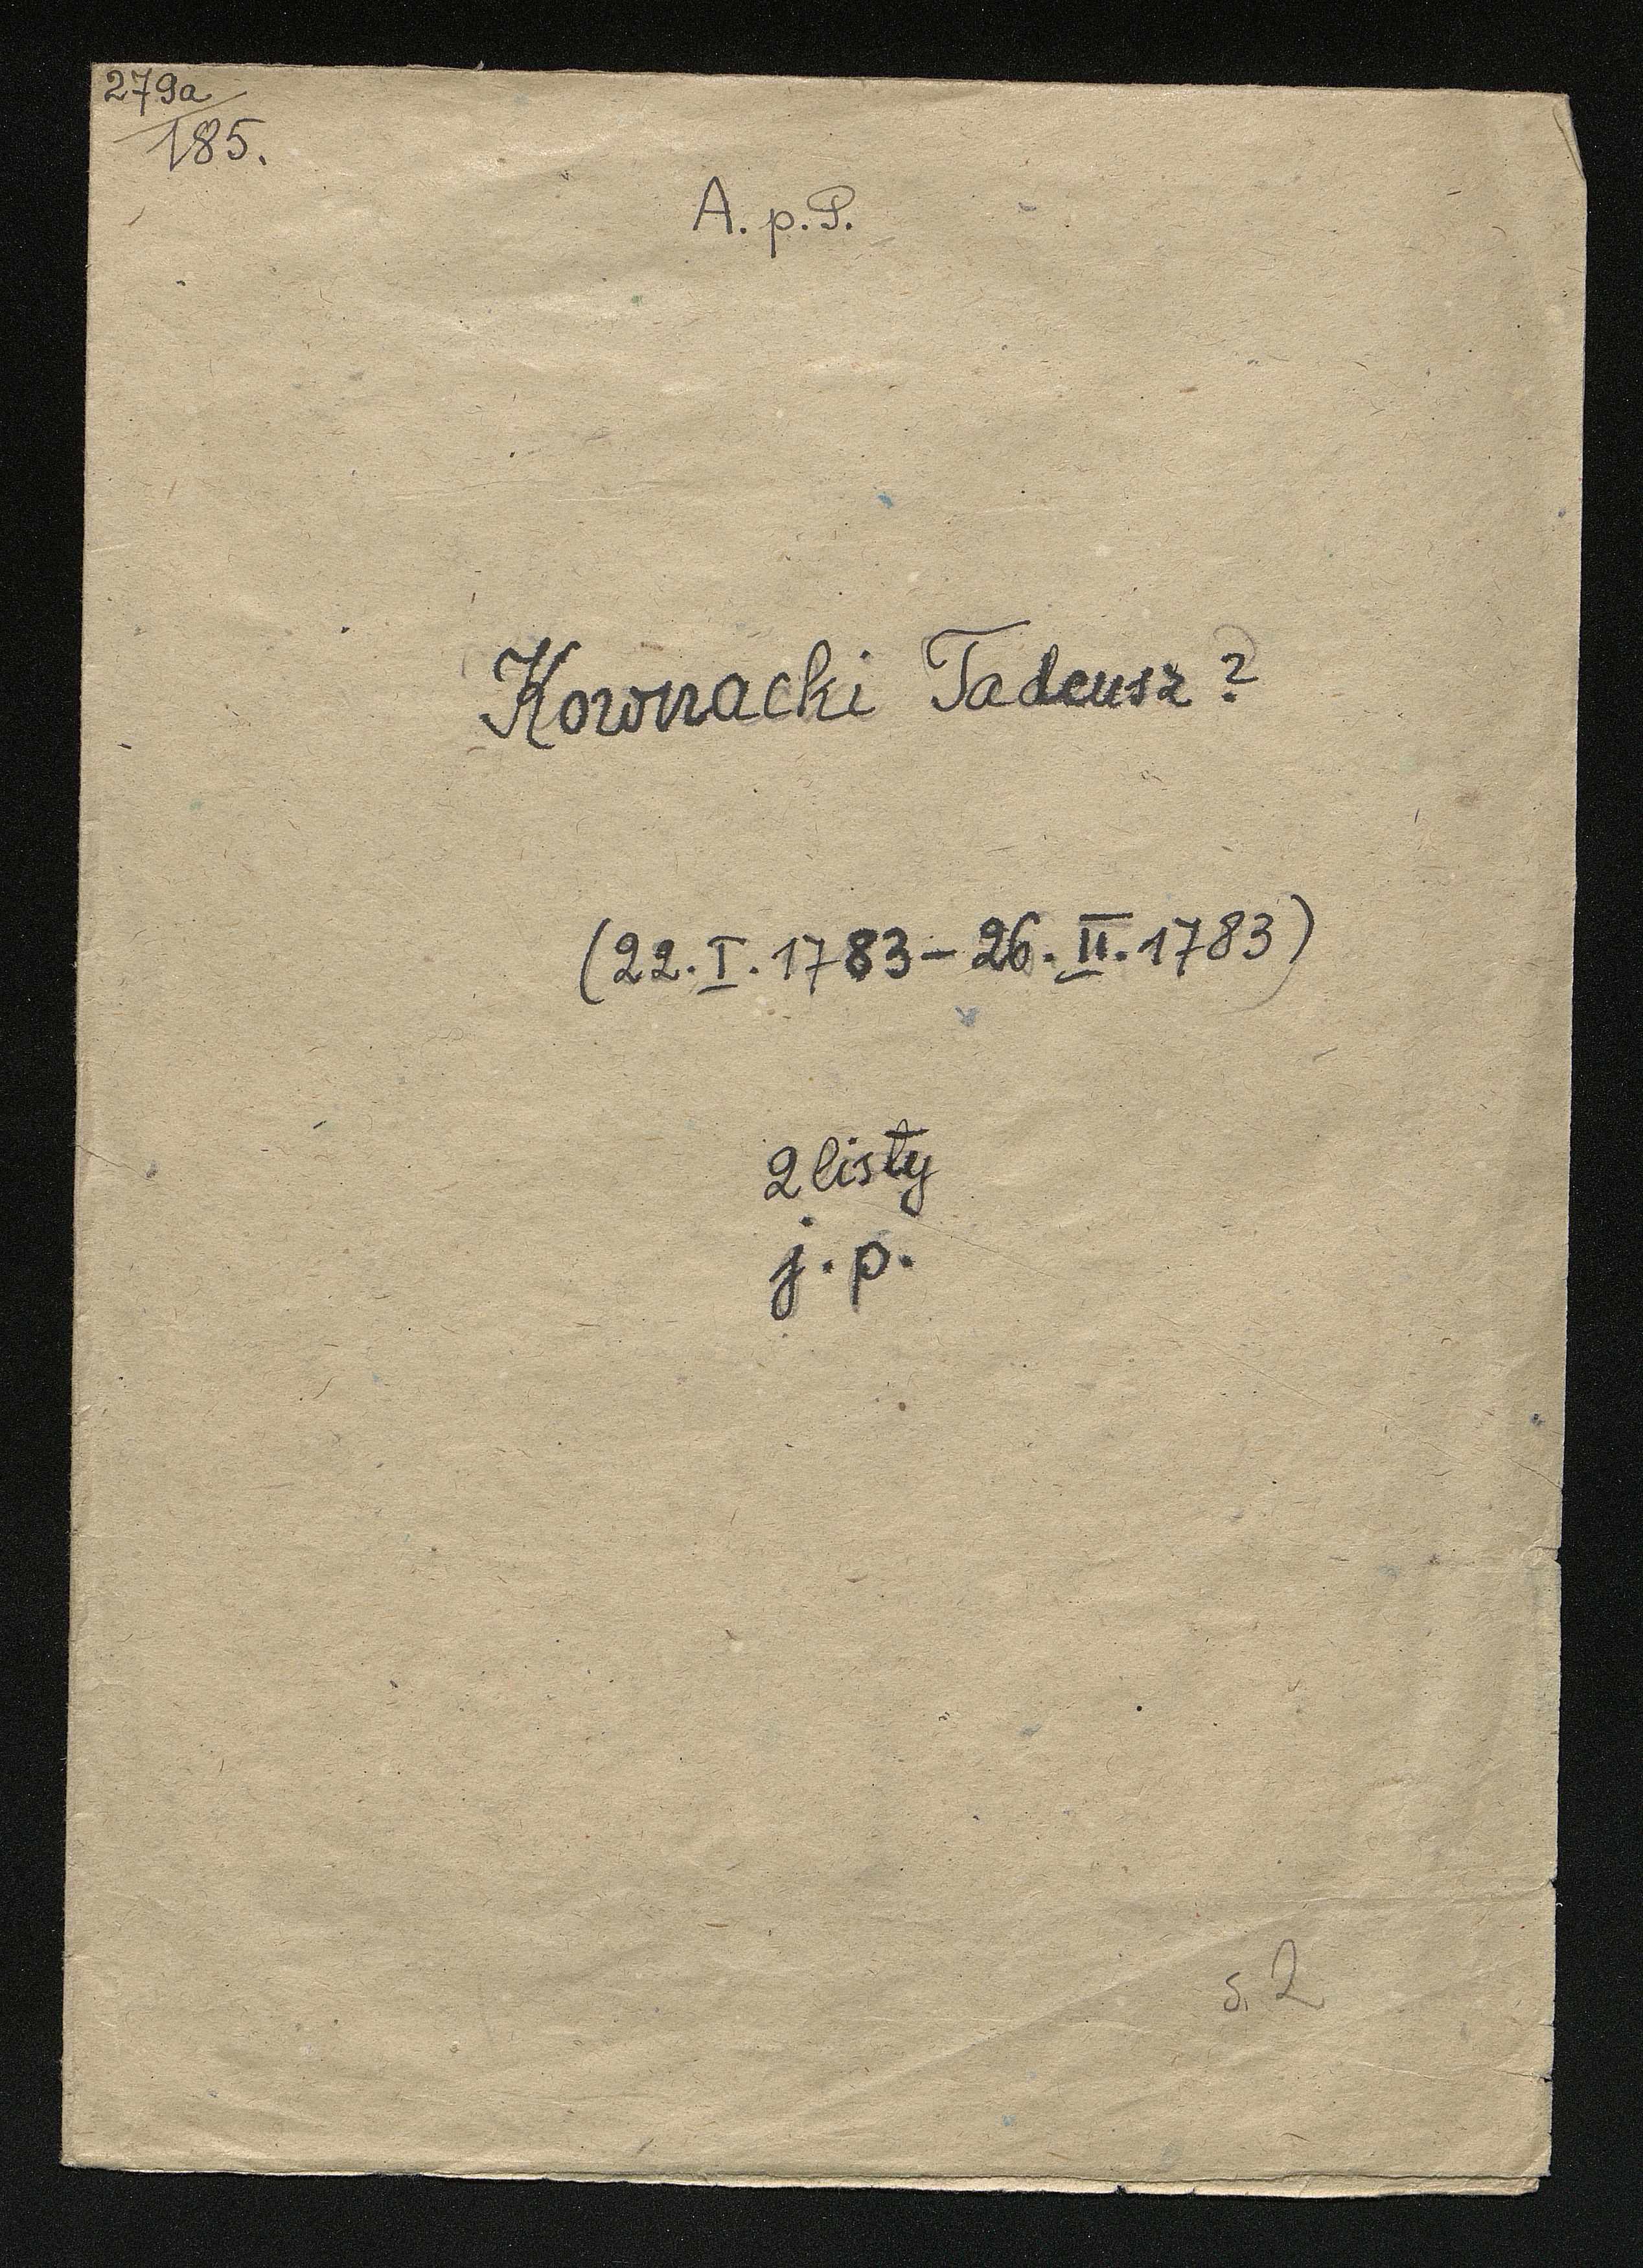 279a
185.
A. p. P.
Kownacki Tadeusz?
(22. I. 1783 – 26. II. 1783)
2 listy
j. p.
s. 2